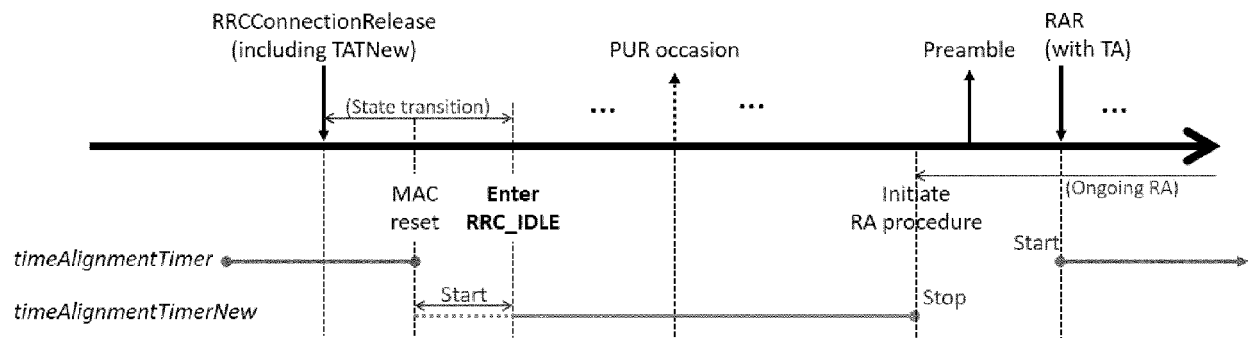 RRCConnectionRelease
(including TATNew)
PUR occasion
Preamble
RAR
(with TA)
(State transition)
...
...
...
MAC
reset
Enter
RRC_IDLE
Initiate
RA procedure
(Ongoing RA)
Start
timeAlignmentTimer
Start
Stop
timeAlignmentTimerNew